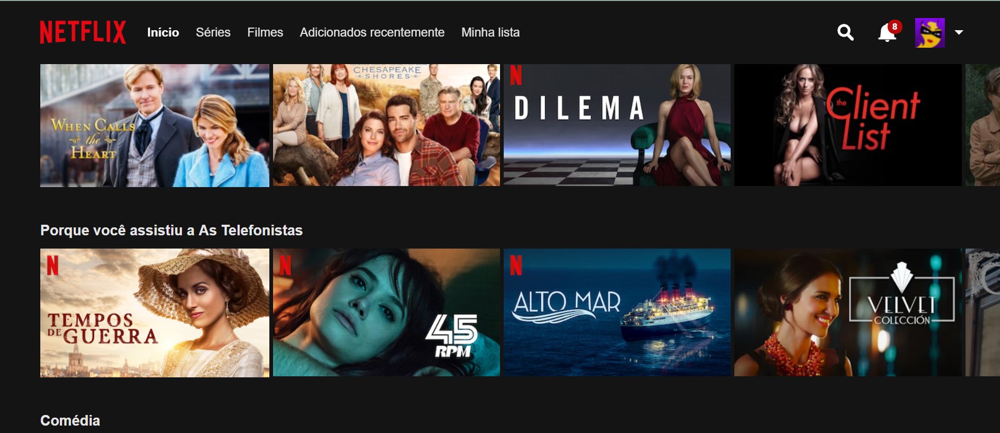 NETFLIX Início Séries Filmes Adicionados recentemente Minha lista 8
WHEN CALLS
the
HEART
CHESAPEAKE
SHORES
N
DILEMA
the Client
List
Porque você assistiu a As Telefonistas
N
TEMPOS
DE GUERRA
N
45
RPM
N
ALTO MAR
VELVET
COLECCIÓN
Comédia